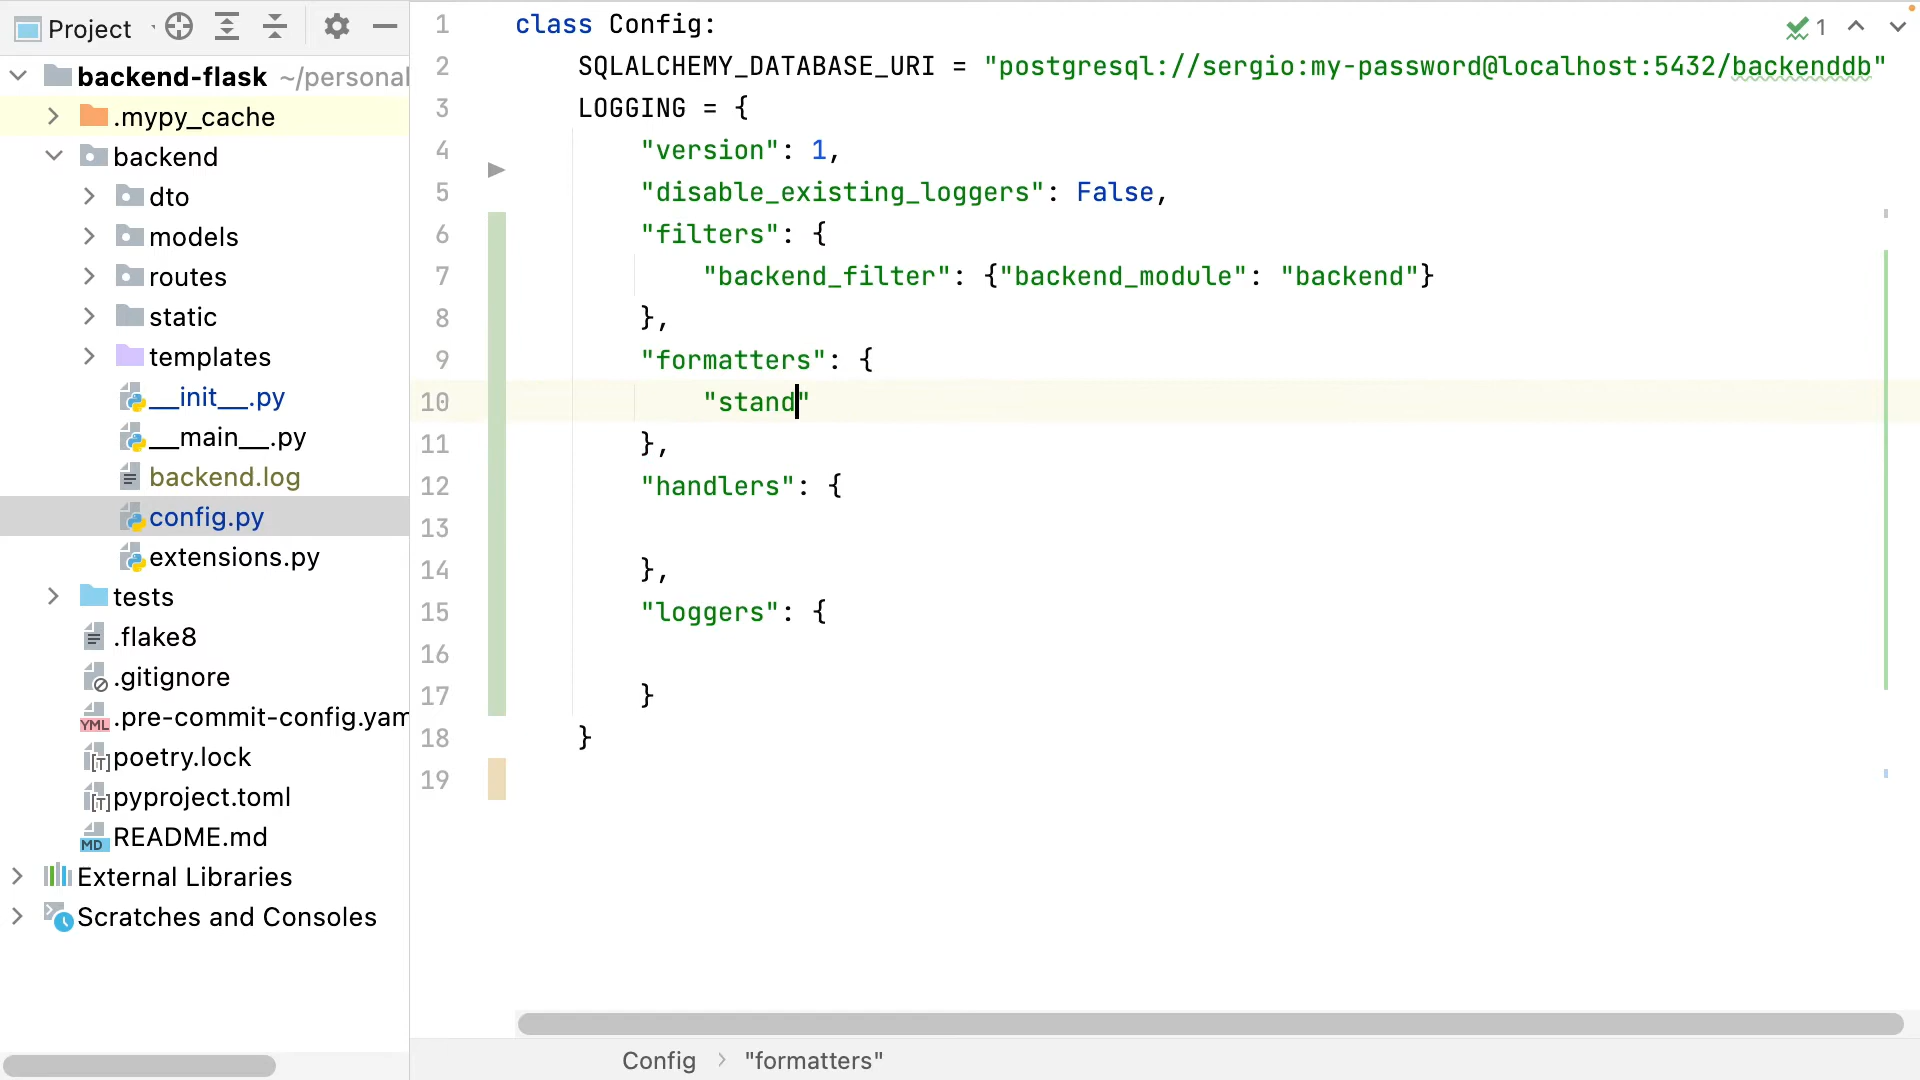 Project
backend-flask ~/personal
.mypy_cache
backend
dto
models
routes
static
templates
__init__.py
__main__.py
backend.log
config.py
extensions.py
tests
.flake8
.gitignore
YML .pre-commit-config.yam
[T] poetry.lock
[T] pyproject.toml
MD README.md
External Libraries
Scratches and Consoles
1 class Config:
2 SQLALCHEMY_DATABASE_URI = "postgresql://sergio:my-password@localhost:5432/backenddb"
3 LOGGING = {
4 "version": 1,
5 "disable_existing_loggers": False,
6 "filters": {
7 "backend_filter": {"backend_module": "backend"}
8 },
9 "formatters": {
10 "stand"
11 },
12 "handlers": {
13
14 },
15 "loggers": {
16
17 }
18 }
19
1
Config > "formatters"